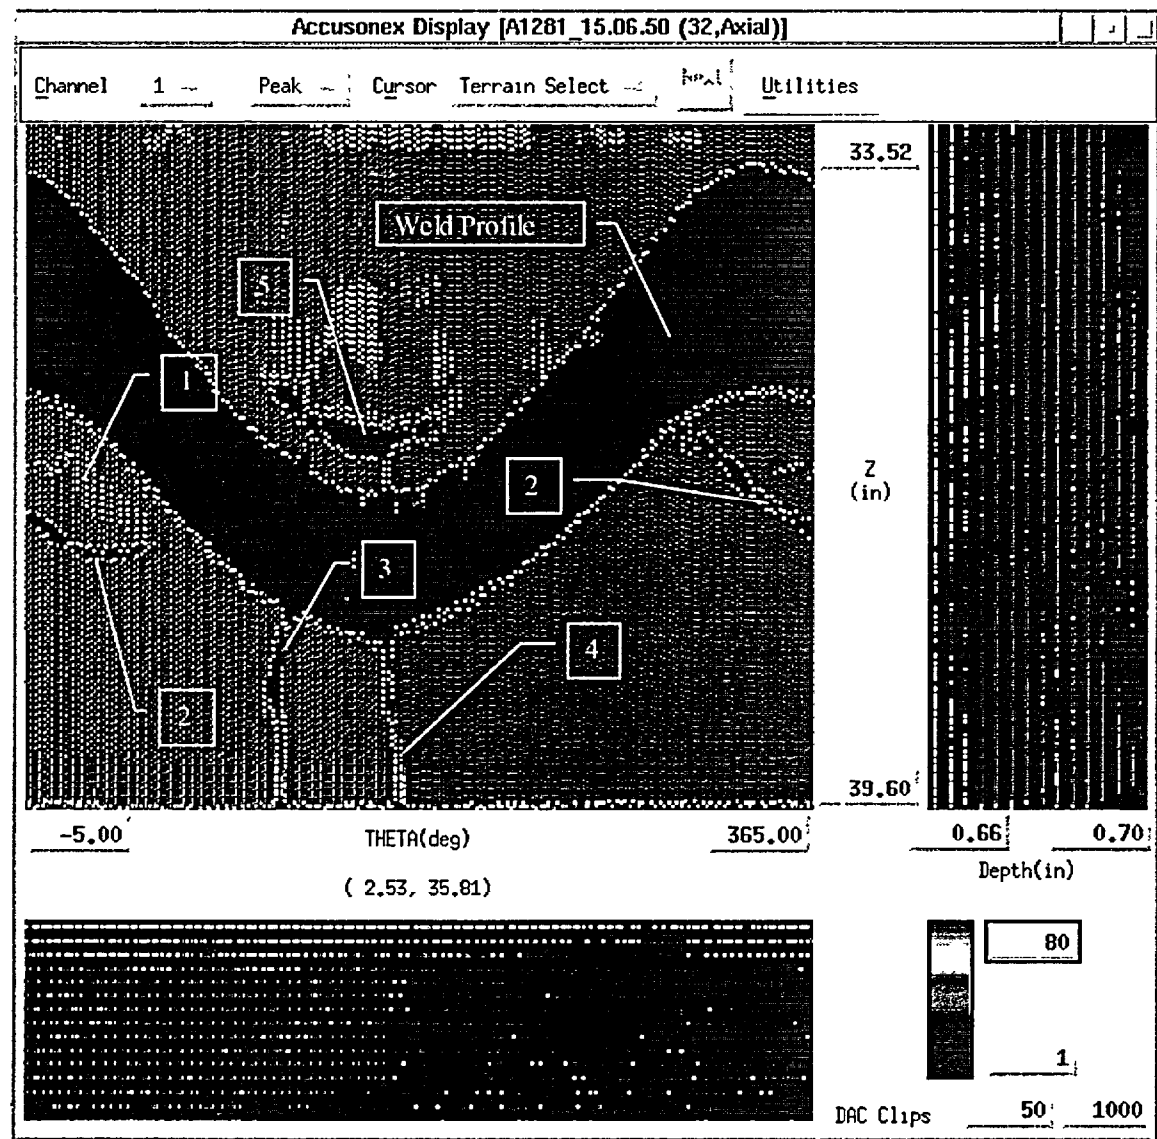 Accusonex Display [A1281_15.06.50 (32,Axial)]
Channel 1 Peak Cursor Terrain Select Utilities
33.52
Weld Profile
5
1
Z
(in)
2
3
4
2
39.60
-5.00 THETA(deg) 365.00 0.66 0.70
Depth(in)
( 2.53, 35.81)
80
1
DAC Clips 50 1000